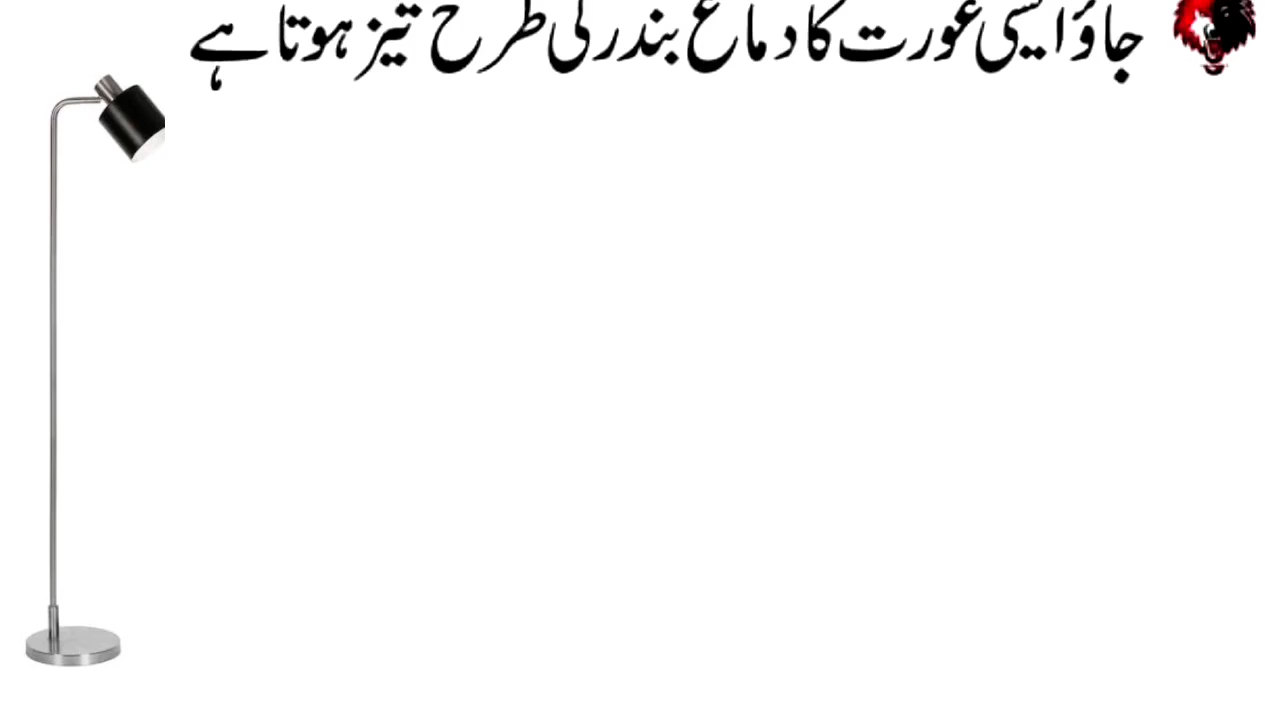 جاؤ ایسی عورت کا دماغ بندر کی طرح تیز ہوتا ہے